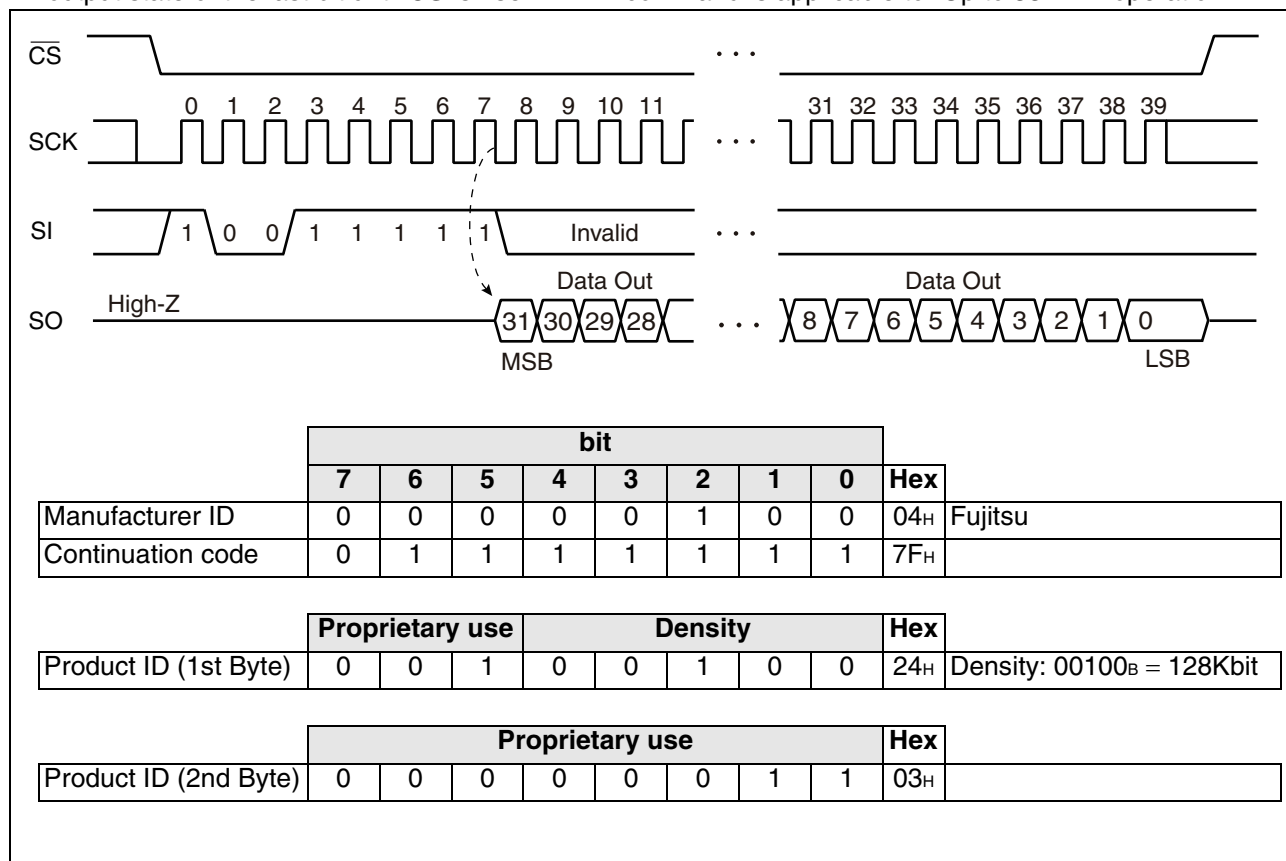 CS
0 1 2 3 4 5 6 7 8 9 10 11 31 32 33 34 35 36 37 38 39
SCK
SI 1 0 0 1 1 1 1 1 Invalid
Data Out Data Out
High-Z
SO 31 30 29 28 8 7 6 5 4 3 2 1 0
MSB LSB
bit
7 6 5 4 3 2 1 0 Hex
Manufacturer ID 0 0 0 0 0 1 0 0 04H Fujitsu
Continuation code 0 1 1 1 1 1 1 1 7FH
Proprietary use Density Hex
Product ID (1st Byte) 0 0 1 0 0 1 0 0 24H Density: 00100B = 128Kbit
Proprietary use Hex
Product ID (2nd Byte) 0 0 0 0 0 0 1 1 03H